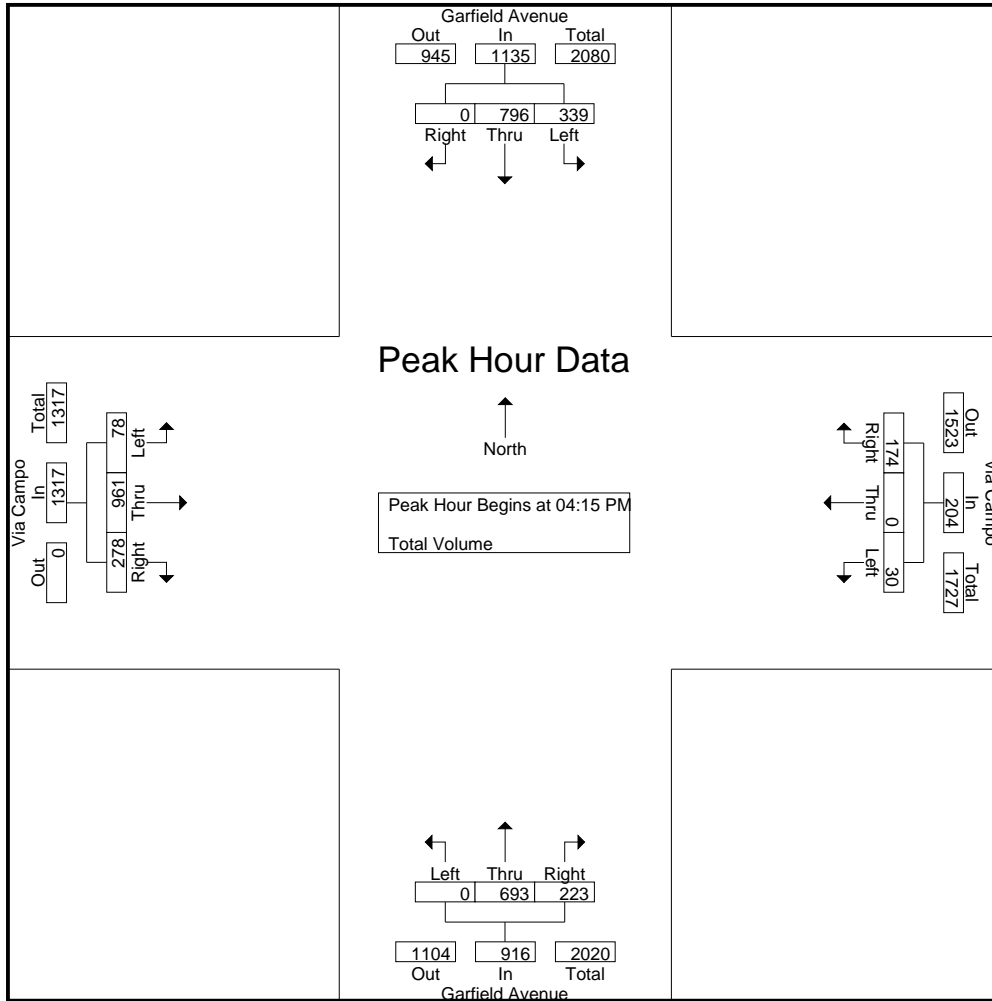 Garfield Avenue
Out In Total
945 1135 2080
0 796 339
Right Thru Left
Peak Hour Data
North
Peak Hour Begins at 04:15 PM
Total Volume
Via Campo
Total In Out
1317 1317 0
78 961 278
Left Thru Right
Right Thru Left
174 0 30
1523 204 1727
Out In Total
Via Campo
Left Thru Right
0 693 223
1104 916 2020
Out In Total
Garfield Avenue